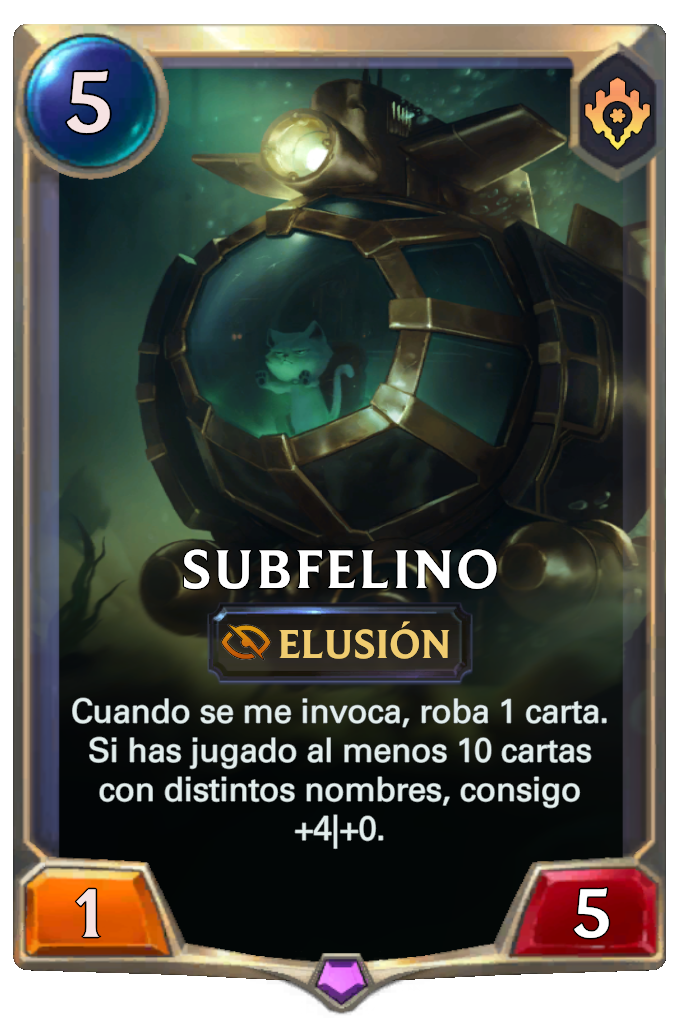 5
SUBFELINO
ELUSIÓN
Cuando se me invoca, roba 1 carta.
Si has jugado al menos 10 cartas
con distintos nombres, consigo
+4|+0.
1
5